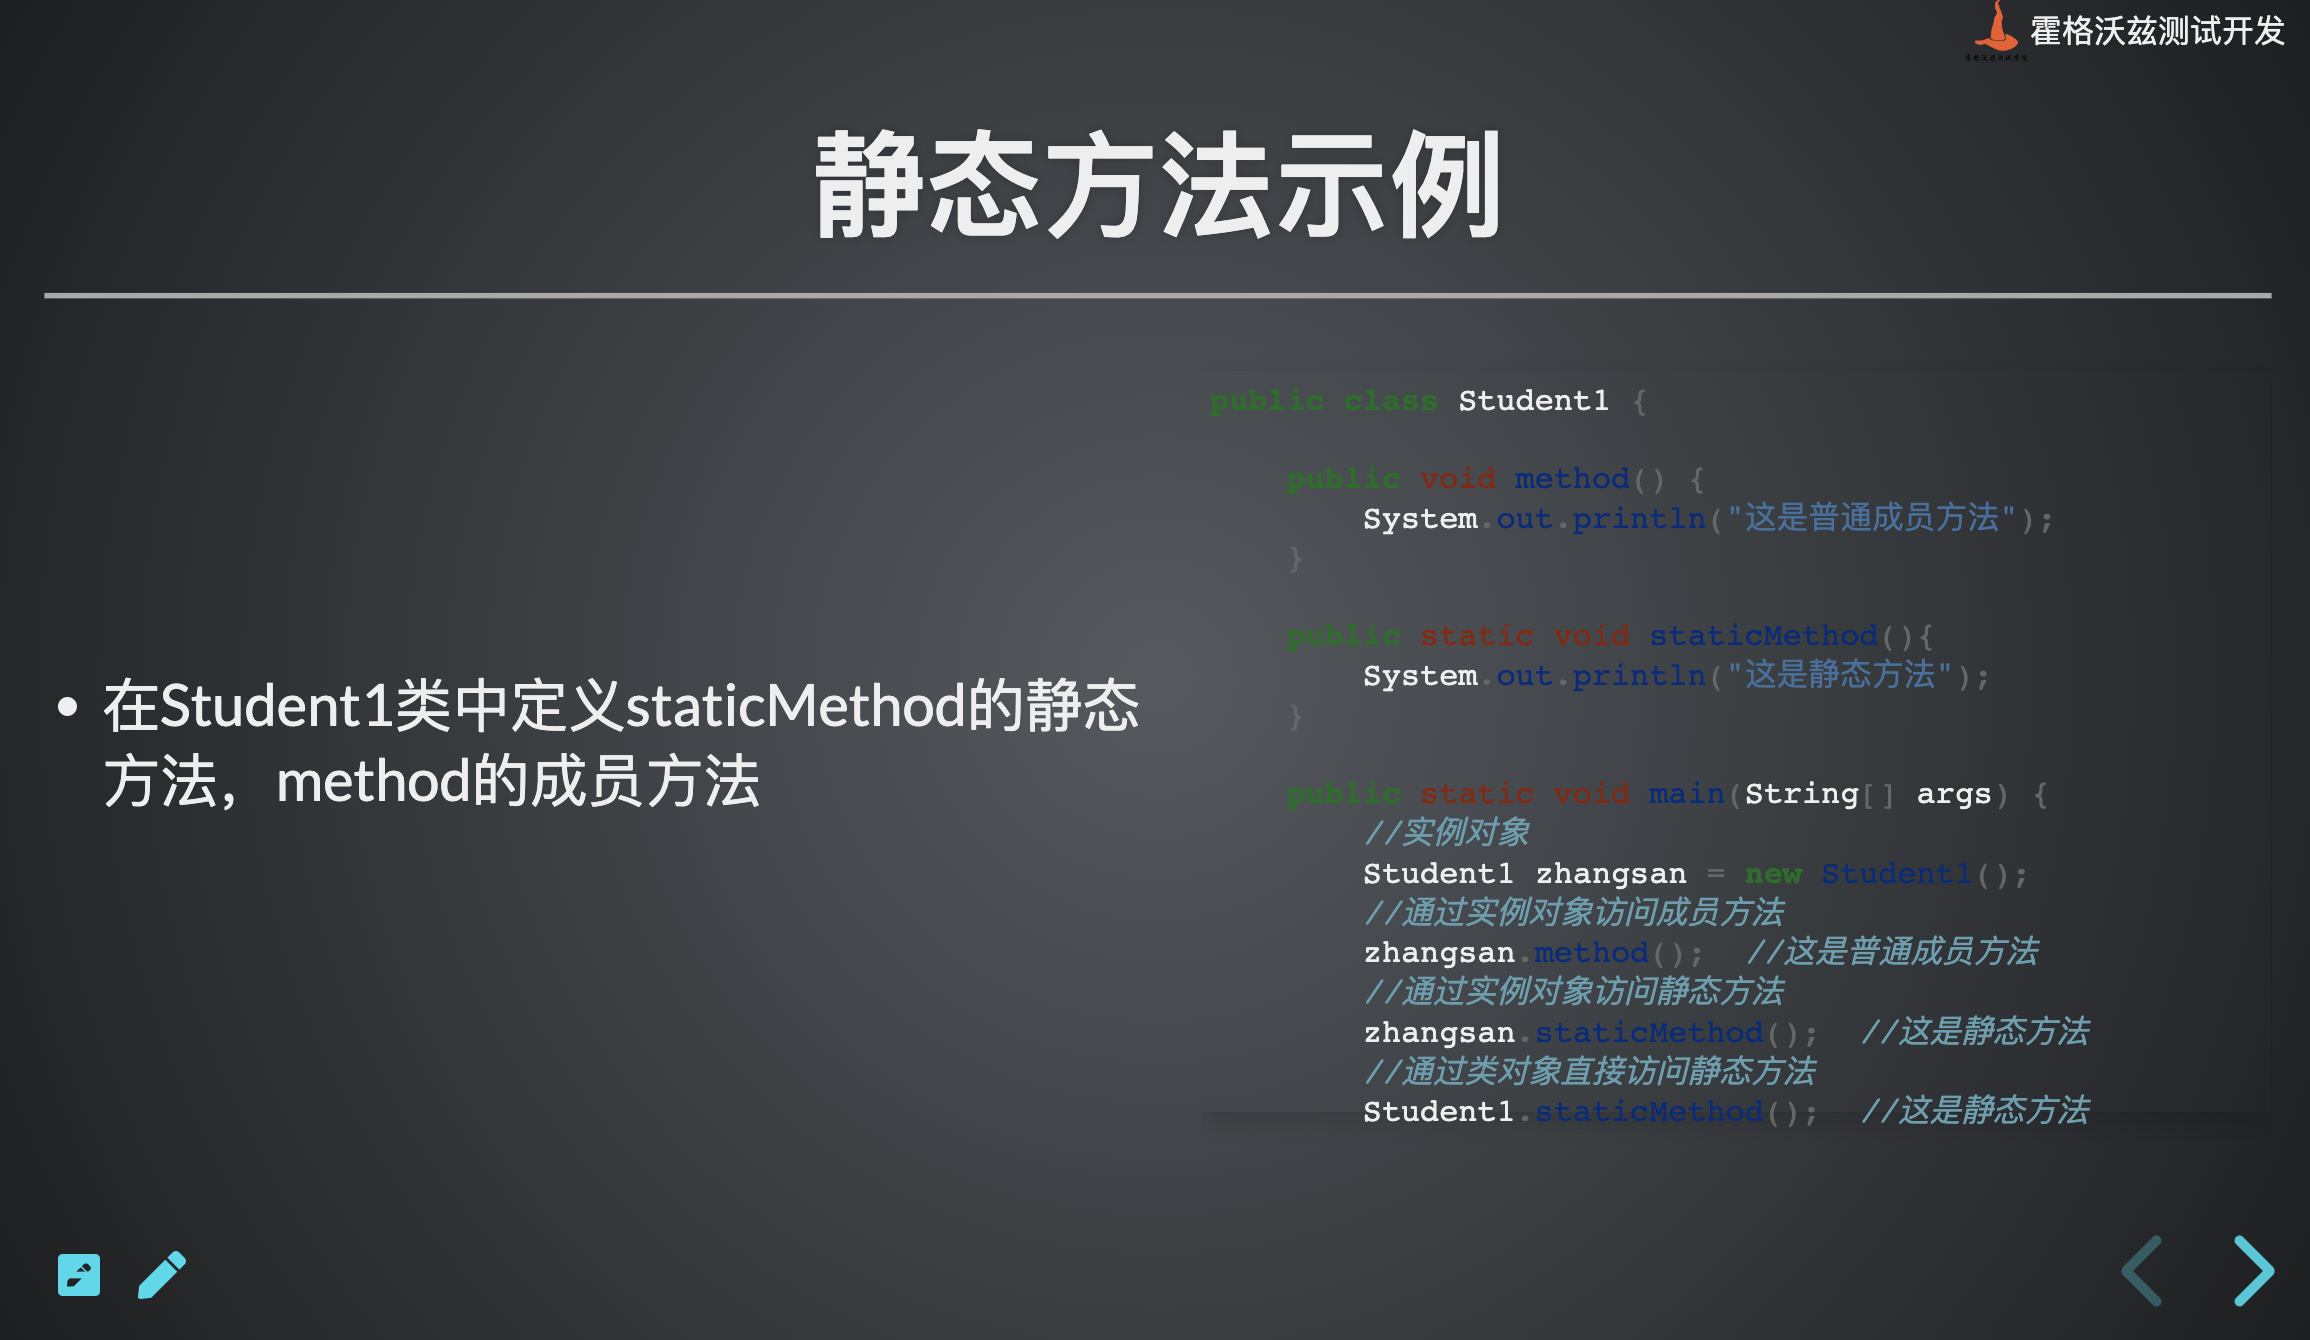 霍格沃兹测试开发
静态方法示例
• 在Student1类中定义staticMethod的静态
方法，method的成员方法
public class Student1 {
    public void method() {
        System.out.println("这是普通成员方法");
    }
    public static void staticMethod(){
        System.out.println("这是静态方法");
    }
    public static void main(String[] args) {
        //实例对象
        Student1 zhangsan = new Student1();
        //通过实例对象访问成员方法
        zhangsan.method();  //这是普通成员方法
        //通过实例对象访问静态方法
        zhangsan.staticMethod();  //这是静态方法
        //通过类对象直接访问静态方法
        Student1.staticMethod();  //这是静态方法